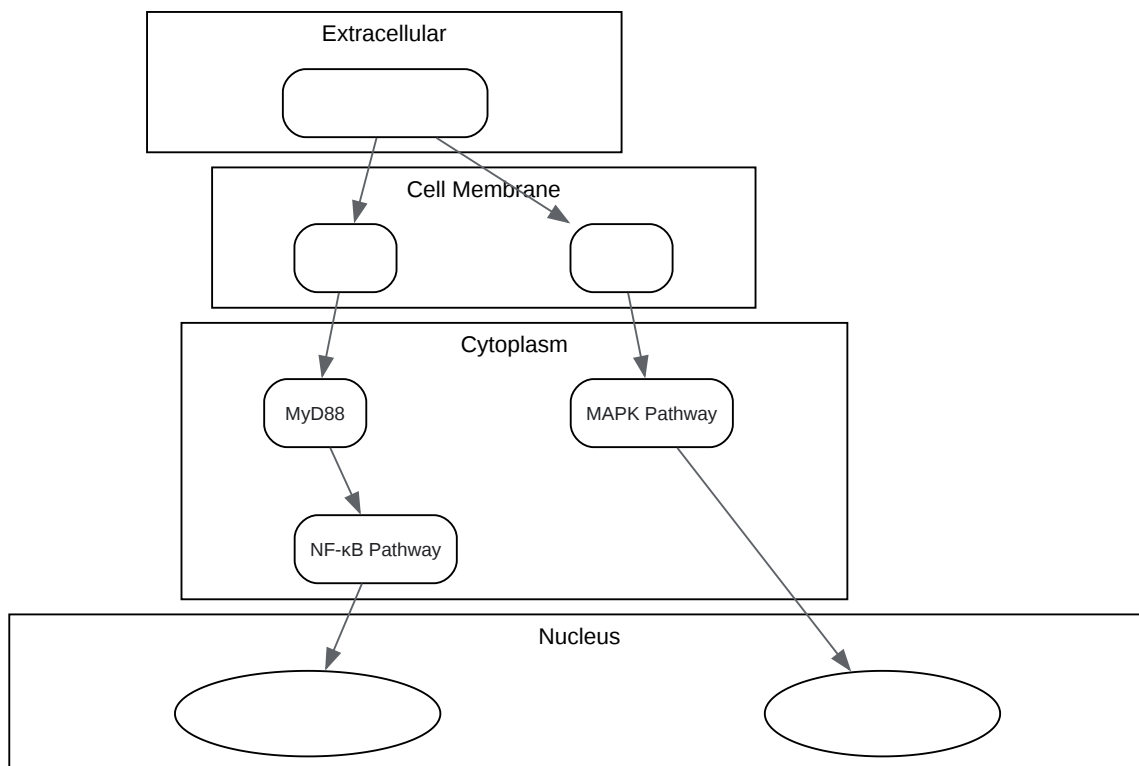 Extracellular
Cell Membrane
Cytoplasm
MyD88
MAPK Pathway
NF-κB Pathway
Nucleus